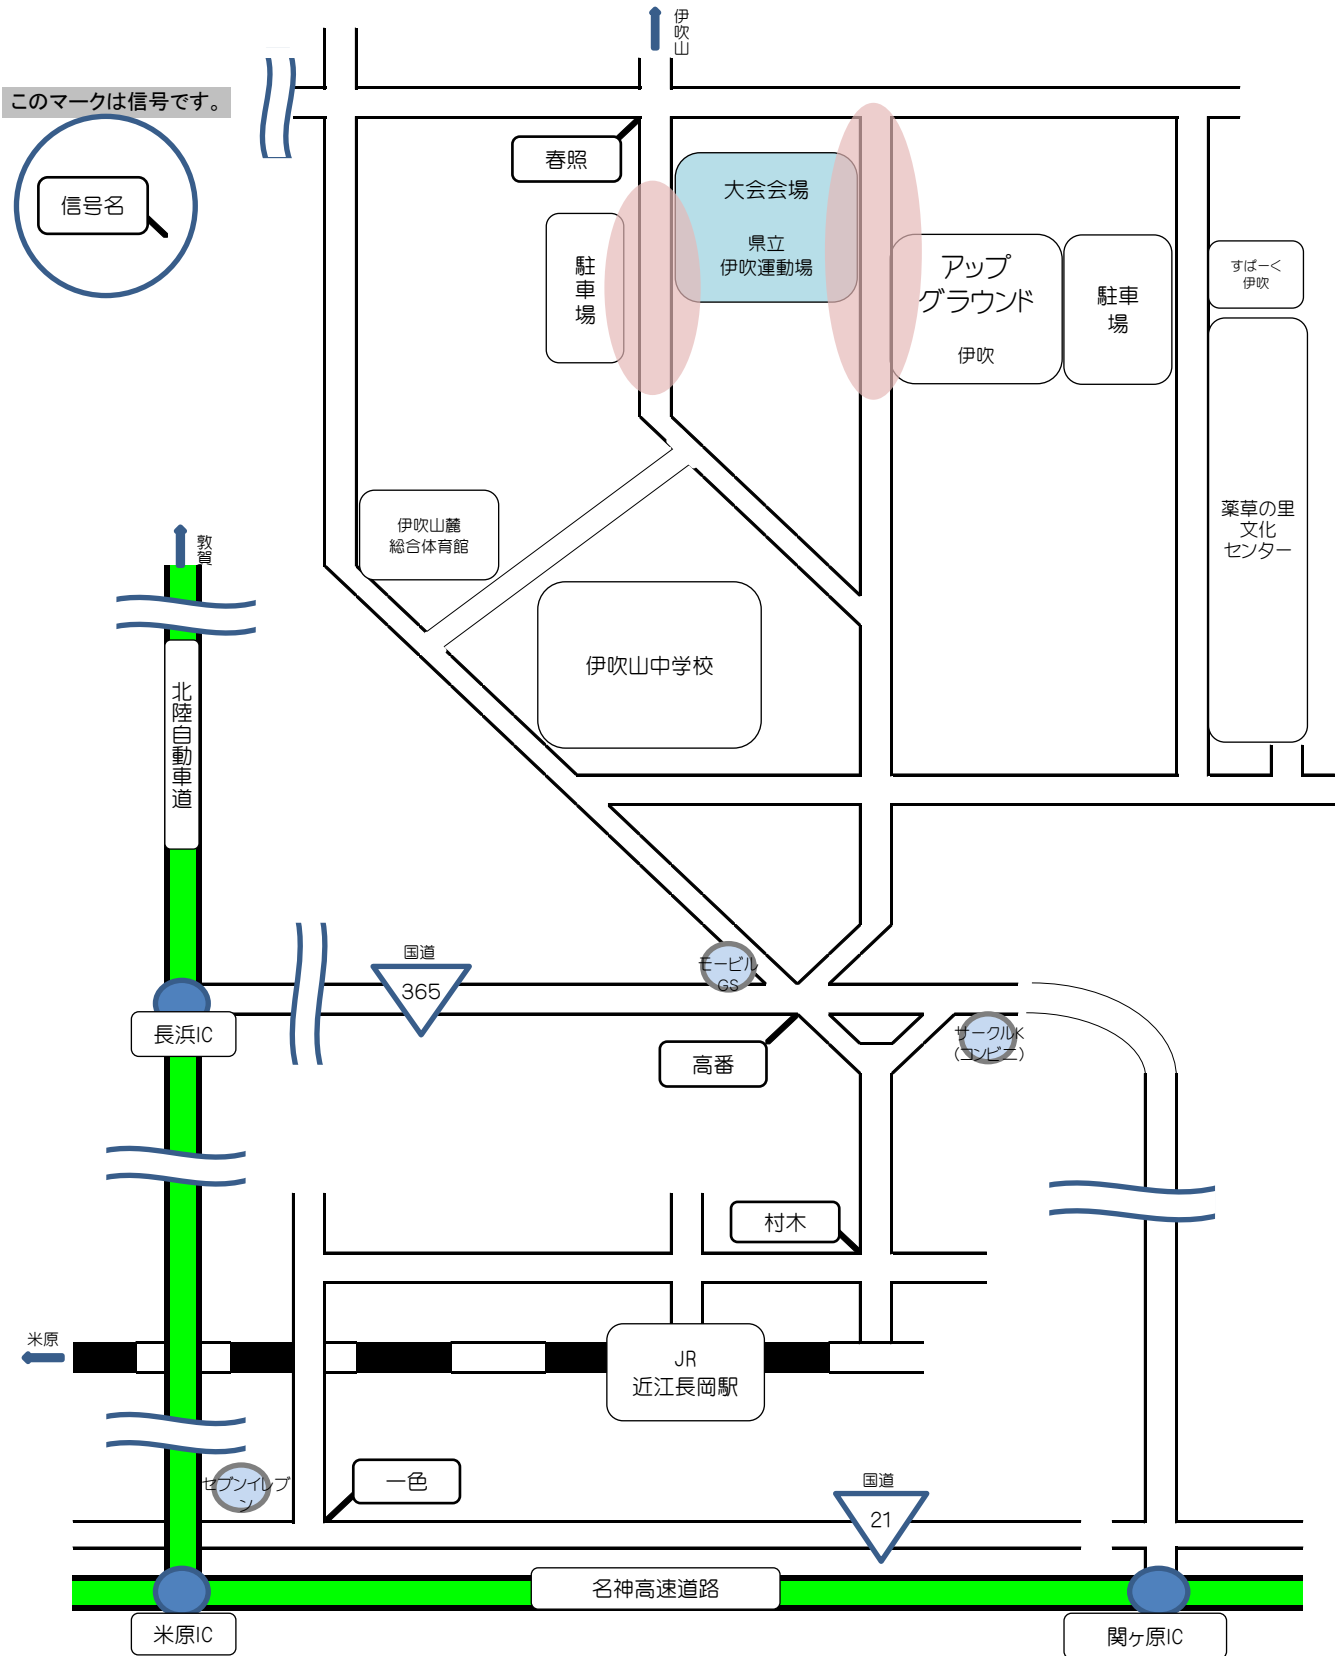 伊吹山
このマークは信号です。
信号名
春照
大会会場
県立
伊吹運動場
駐車場
アップ
グラウンド
伊吹
駐車
場
すぱーく
伊吹
薬草の里
文化
センター
伊吹山麓
総合体育館
伊吹山中学校
敦賀
北陸自動車道
国道
365
モービル
GS
長浜IC
高番
サークルK
(コンビニ)
村木
米原
JR
近江長岡駅
セブンイレブ
ン
一色
国道
21
名神高速道路
米原IC
関ヶ原IC